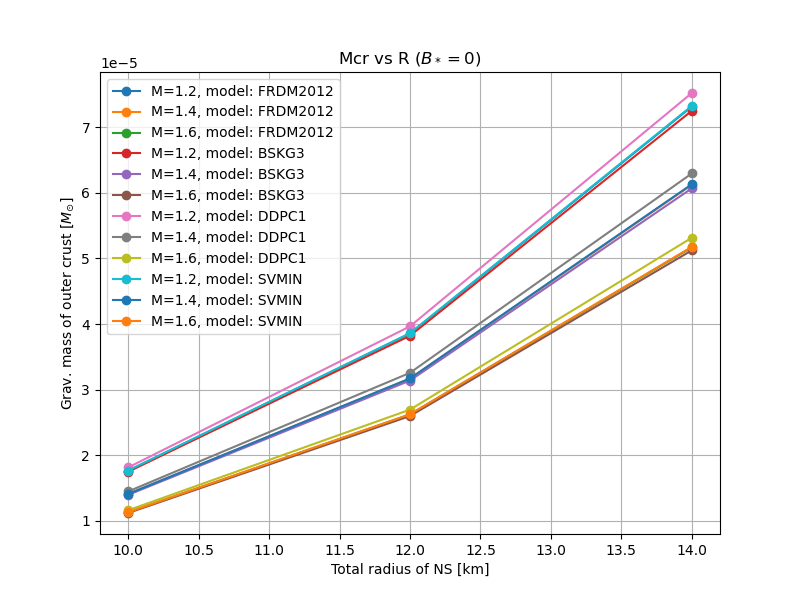 Mcr vs R (B* = 0)
1e−5
M=1.2, model: FRDM2012
M=1.4, model: FRDM2012
M=1.6, model: FRDM2012
M=1.2, model: BSKG3
M=1.4, model: BSKG3
M=1.6, model: BSKG3
M=1.2, model: DDPC1
M=1.4, model: DDPC1
M=1.6, model: DDPC1
M=1.2, model: SVMIN
M=1.4, model: SVMIN
M=1.6, model: SVMIN
Grav. mass of outer crust [M⊙]
7
6
5
4
3
2
1
10.0 10.5 11.0 11.5 12.0 12.5 13.0 13.5 14.0
Total radius of NS [km]